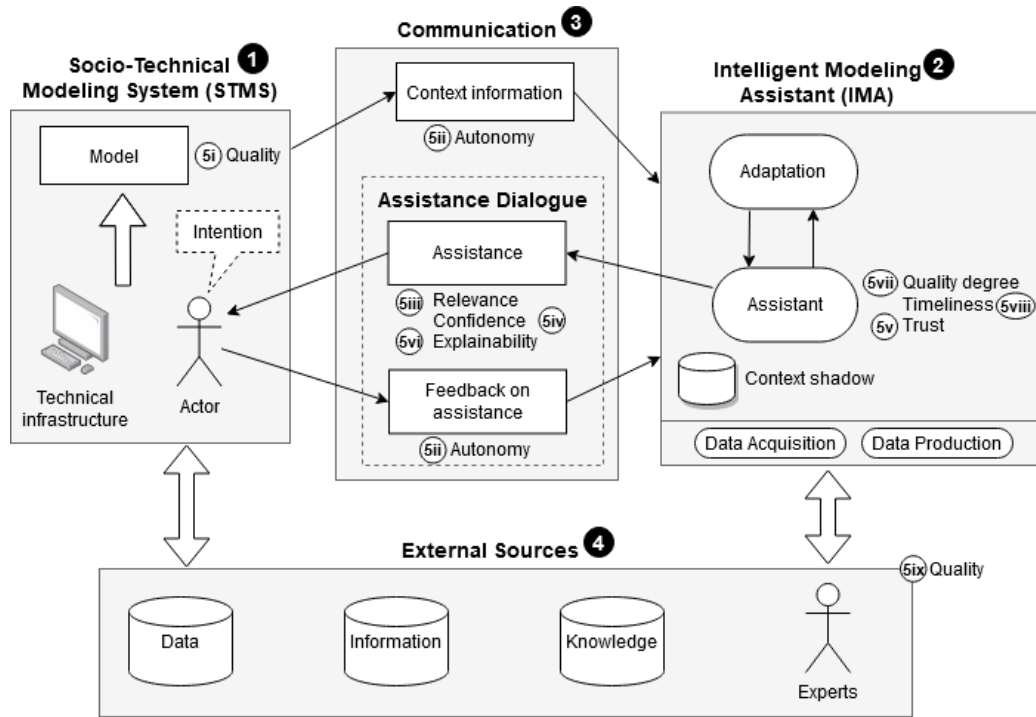 Communication 3
Socio-Technical 1
Modeling System (STMS)
Intelligent Modeling 2
Assistant (IMA)
Context information
5ii Autonomy
Model
5i Quality
Intention
Technical
infrastructure
Actor
Assistance Dialogue
Assistance
5iii Relevance
Confidence 5iv
5vi Explainability
Feedback on
assistance
5ii Autonomy
Adaptation
Assistant
5vii Quality degree
Timeliness 5viii
5v Trust
Context shadow
Data Acquisition
Data Production
External Sources 4
5ix Quality
Data
Information
Knowledge
Experts